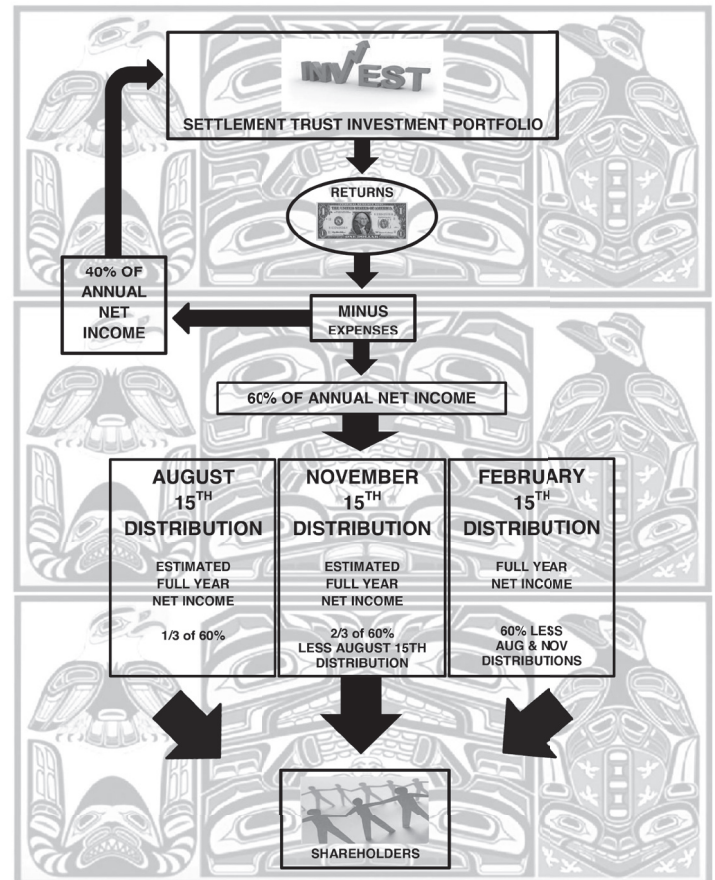 INVEST
SETTLEMENT TRUST INVESTMENT PORTFOLIO
RETURNS
40% OF
ANNUAL
NET
INCOME
MINUS
EXPENSES
60% OF ANNUAL NET INCOME
AUGUST
15TH
DISTRIBUTION
ESTIMATED
FULL YEAR
NET INCOME
1/3 of 60%
NOVEMBER
15TH
DISTRIBUTION
ESTIMATED
FULL YEAR
NET INCOME
2/3 of 60%
LESS AUGUST 15TH
DISTRIBUTION
FEBRUARY
15TH
DISTRIBUTION
FULL YEAR
NET INCOME
60% LESS
AUG & NOV
DISTRIBUTIONS
SHAREHOLDERS